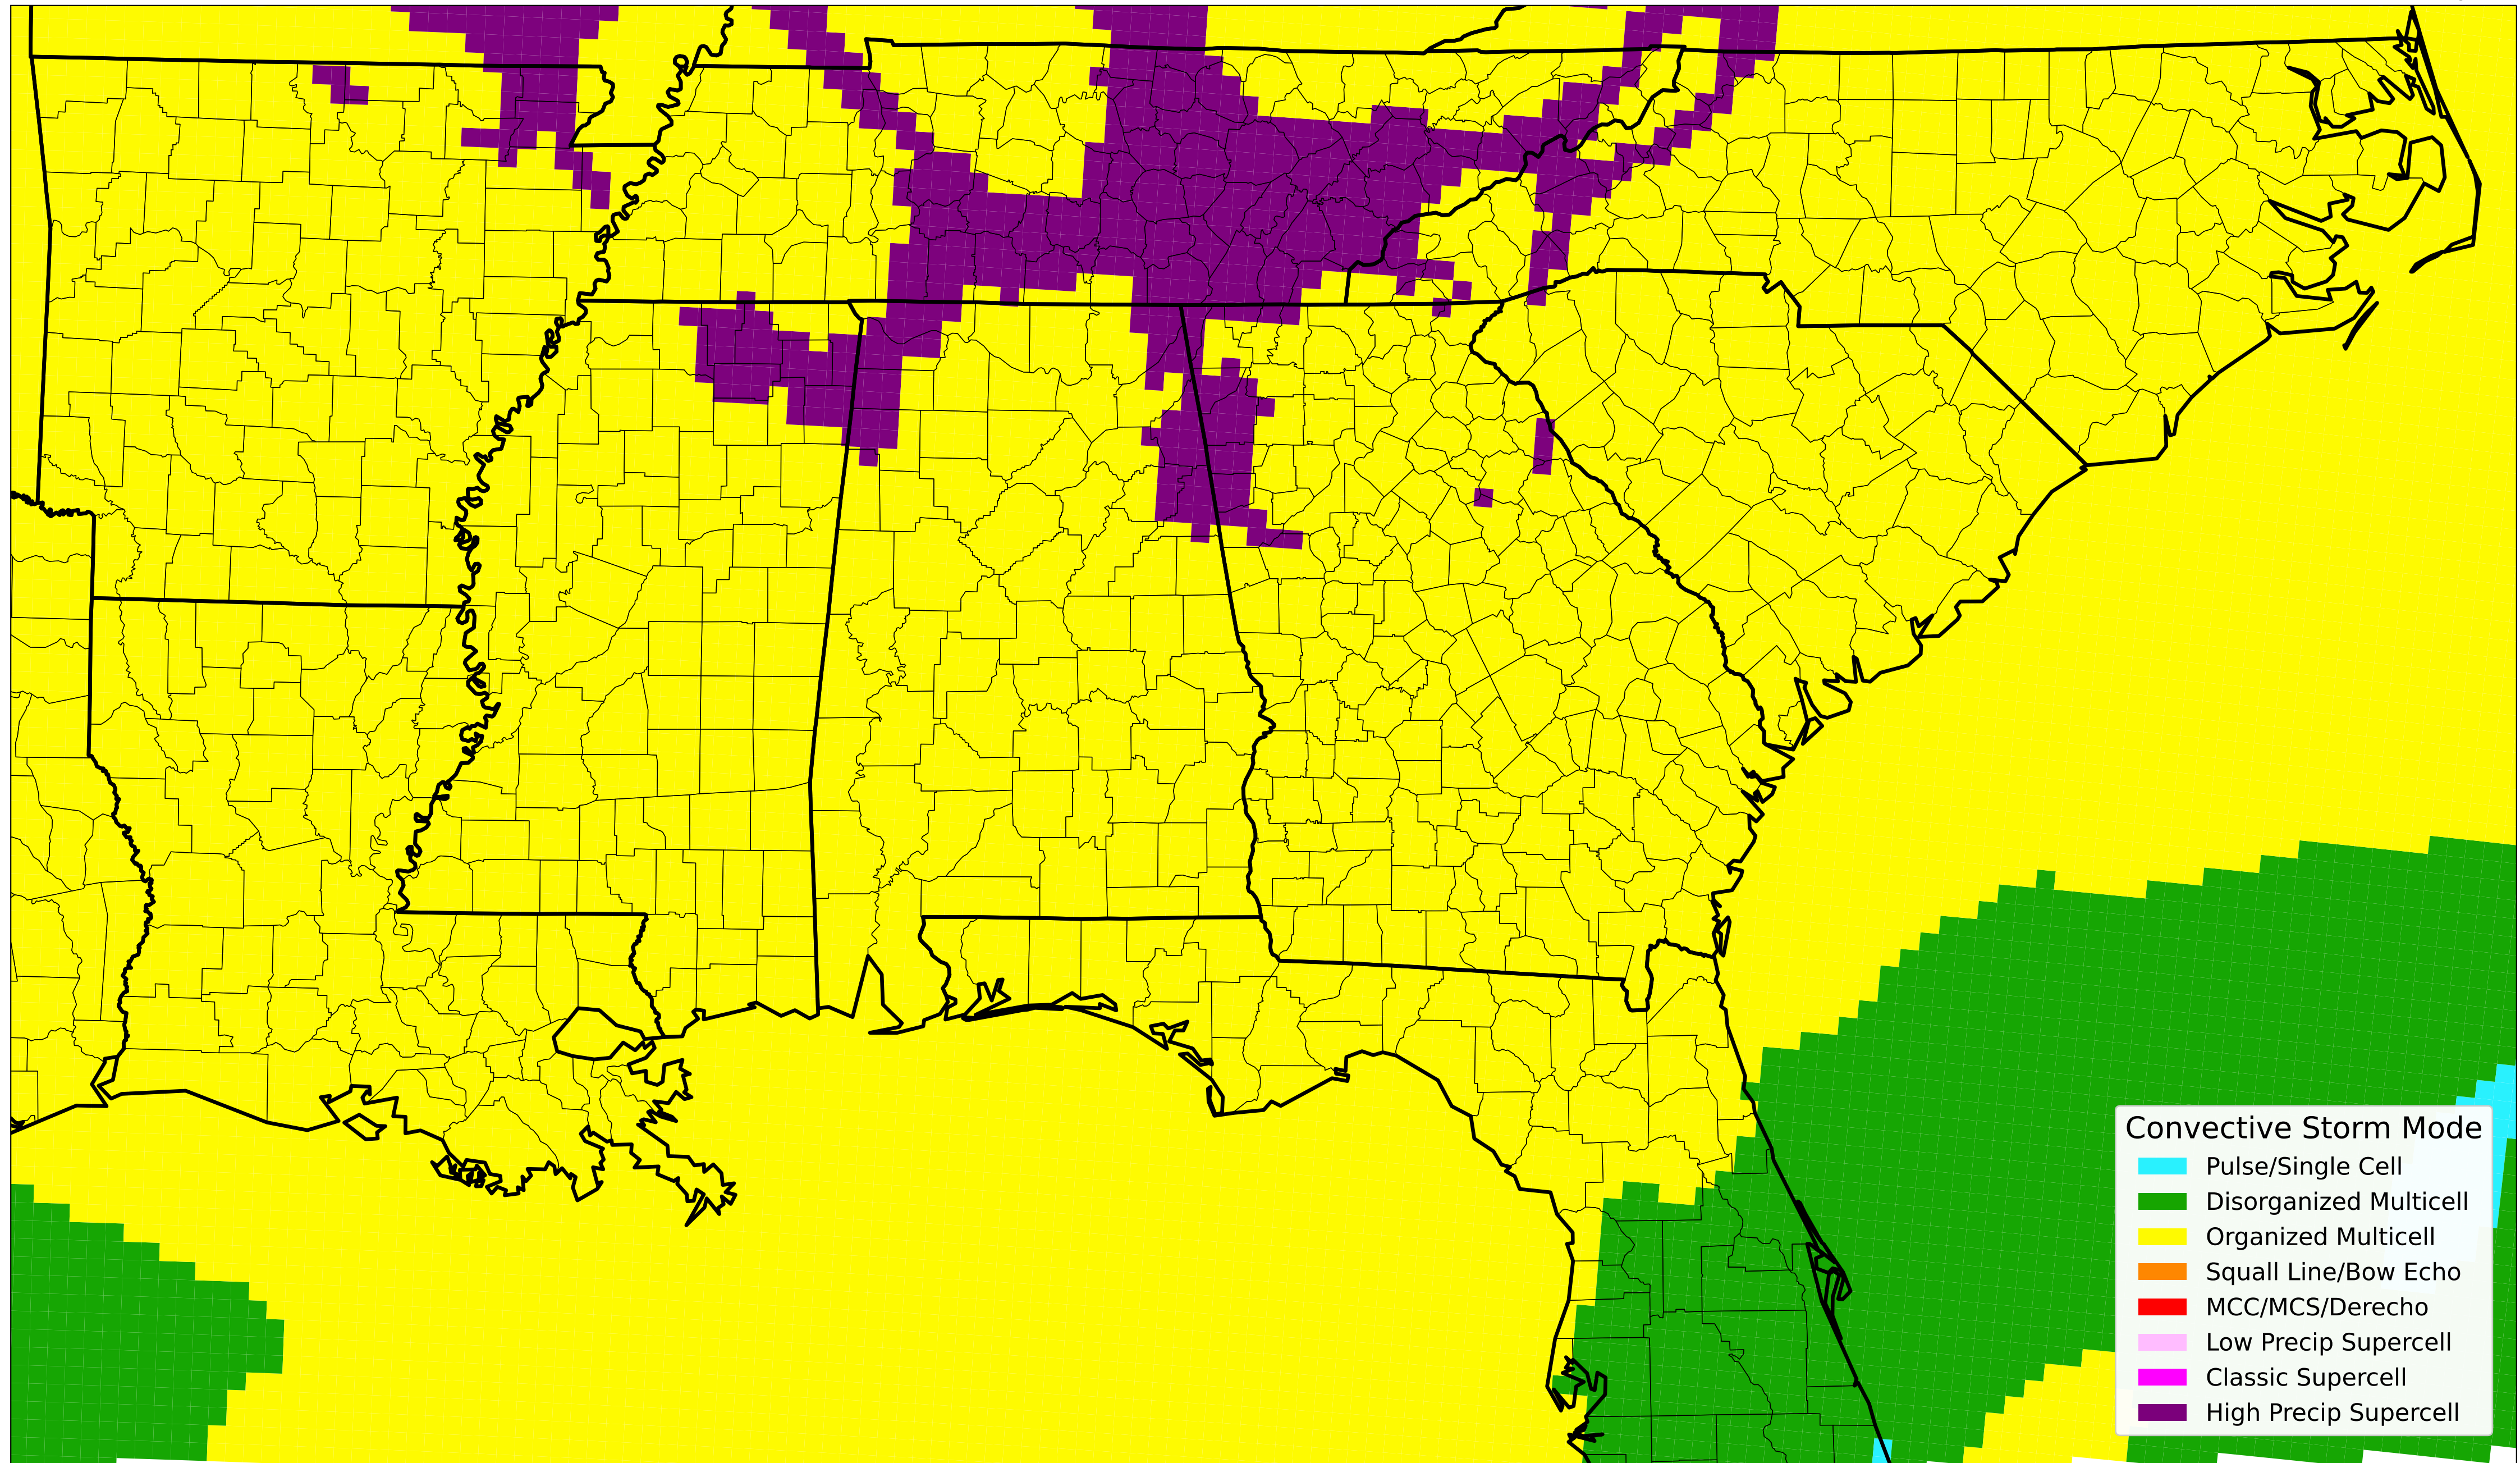 Convective Storm Mode
Pulse/Single Cell
Disorganized Multicell
Organized Multicell
Squall Line/Bow Echo
MCC/MCS/Derecho
Low Precip Supercell
Classic Supercell
High Precip Supercell